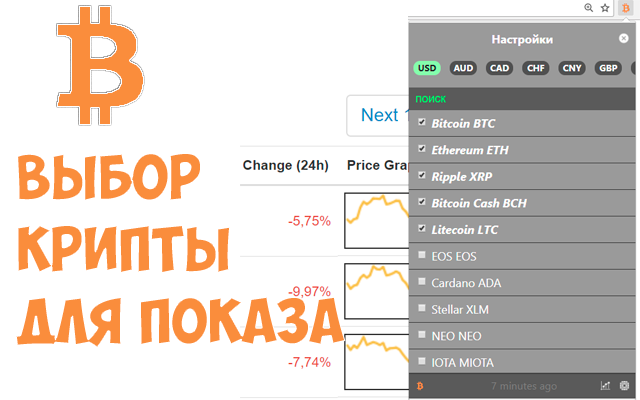 ВЫБОР
КРИПТЫ
ДЛЯ ПОКАЗА
Next 1
Change (24h) Price Grap
-5,75%
-9,97%
-7,74%
Настройки
USD AUD CAD CHF CNY GBP
ПОИСК
Bitcoin BTC
Ethereum ETH
Ripple XRP
Bitcoin Cash BCH
Litecoin LTC
EOS EOS
Cardano ADA
Stellar XLM
NEO NEO
IOTA MIOTA
7 minutes ago